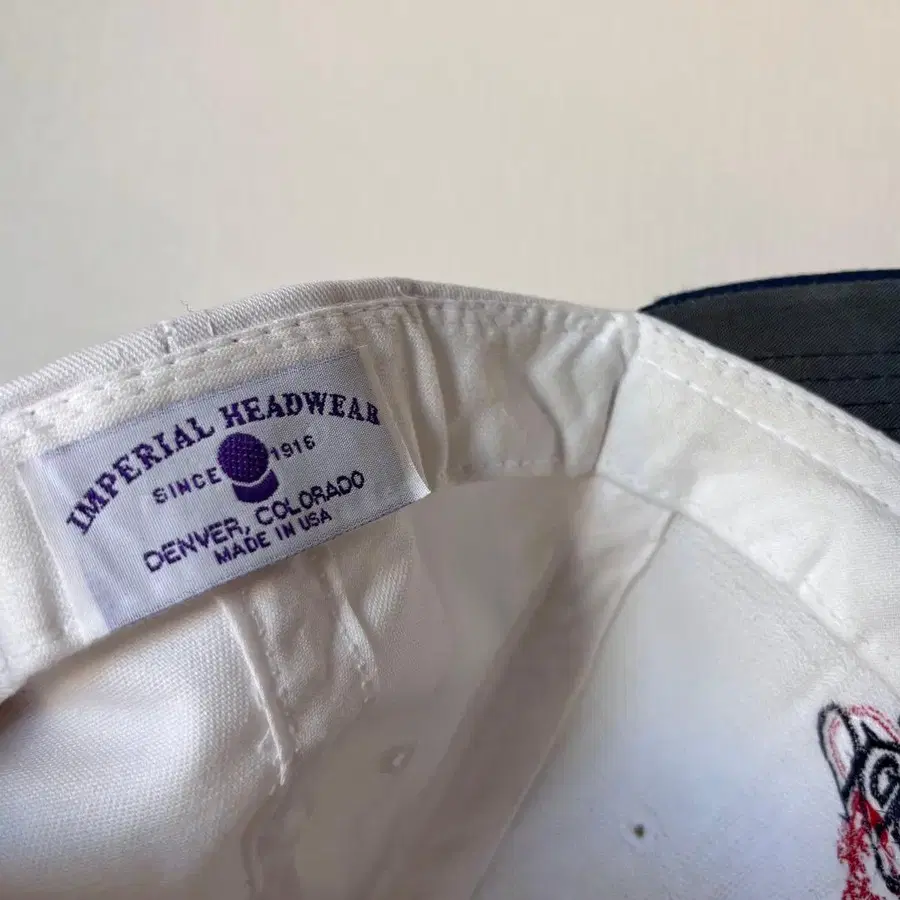 IMPERIAL HEADWEAR
SINCE 1916
DENVER, COLORADO
MADE IN USA